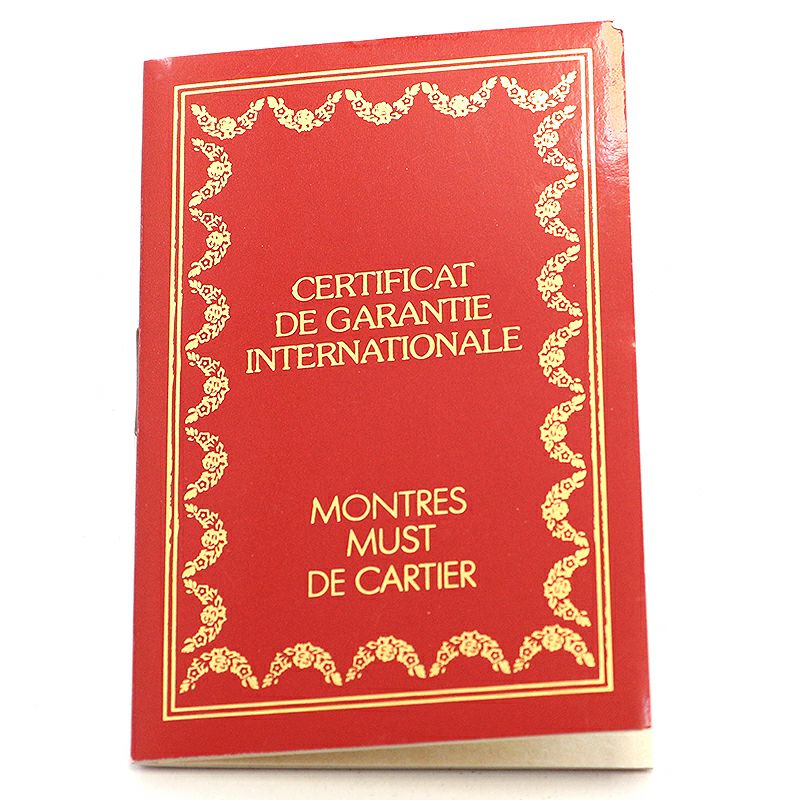 CERTIFICAT
DE GARANTIE
INTERNATIONALE
MONTRES
MUST
DE CARTIER